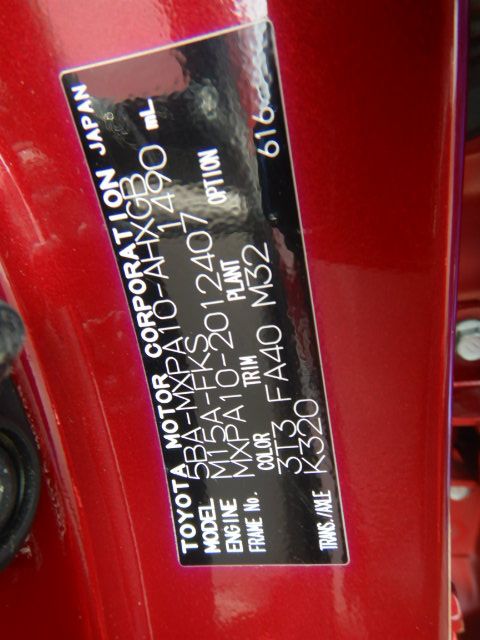 TOYOTA MOTOR CORPORATION JAPAN
MODEL 5BA-MXPA10-AHXGB
ENGINE M15A-FKS 1490 mL
FRAME No. MXPA10-2012407
COLOR TRIM PLANT OPTION
3T3 FA40 M32 616
TRANS./AXLE K320